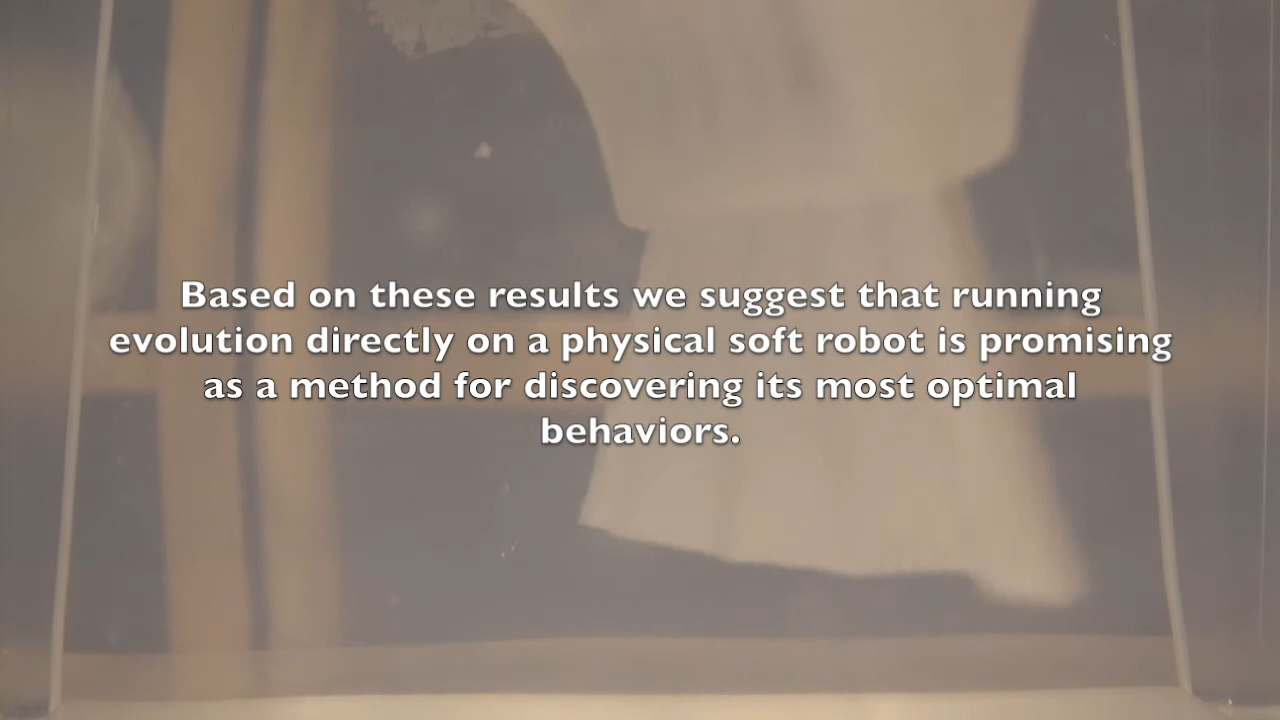 Based on these results we suggest that running
evolution directly on a physical soft robot is promising
as a method for discovering its most optimal
behaviors.